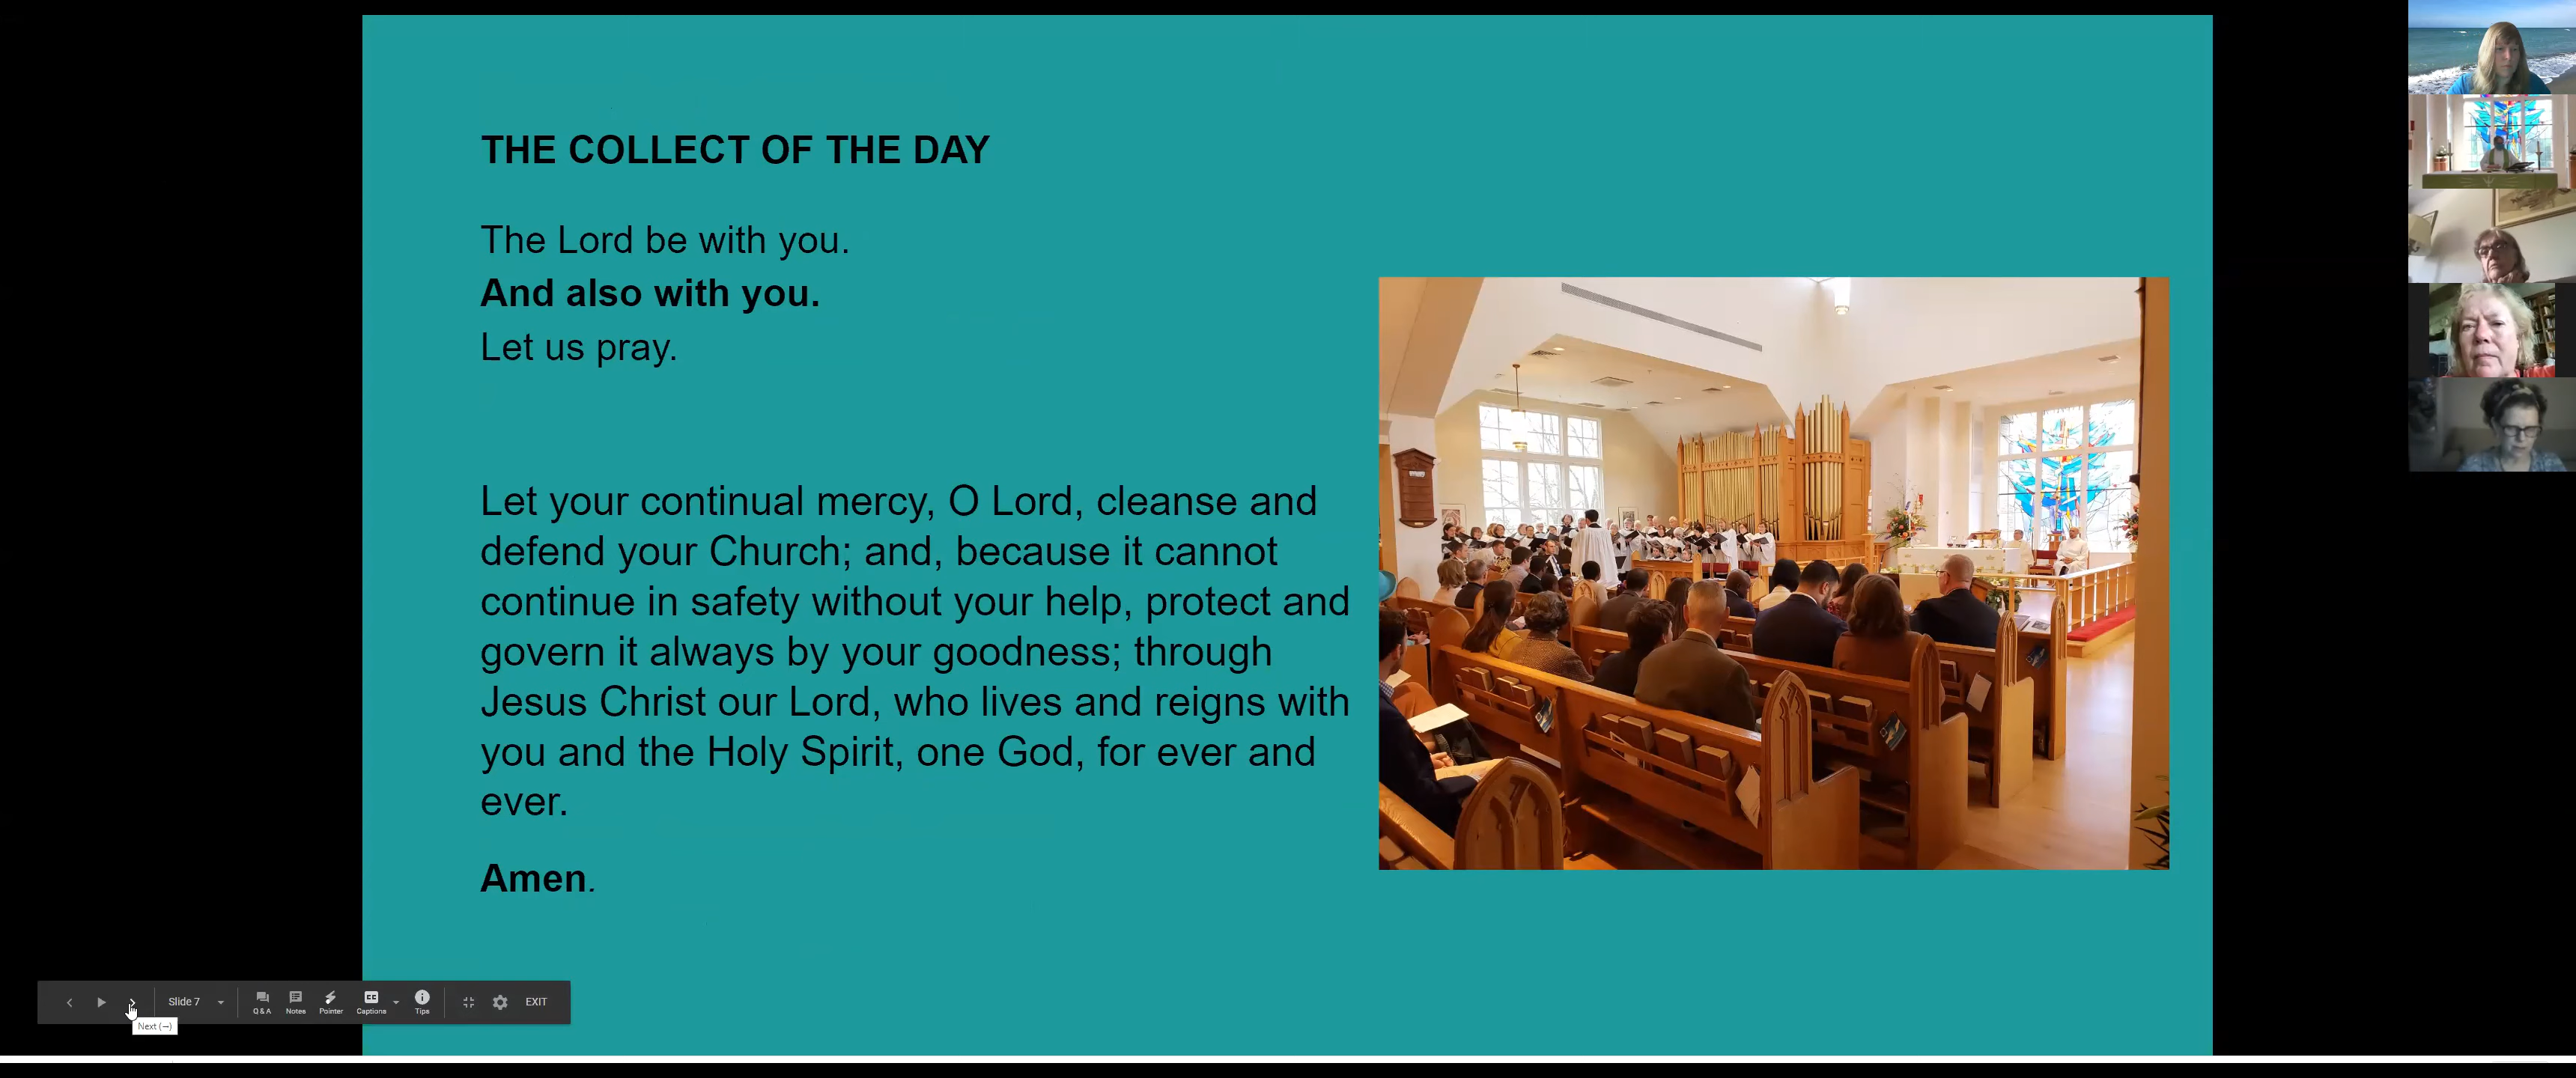 THE COLLECT OF THE DAY
The Lord be with you.
And also with you.
Let us pray.
Let your continual mercy, O Lord, cleanse and
defend your Church; and, because it cannot
continue in safety without your help, protect and
govern it always by your goodness; through
Jesus Christ our Lord, who lives and reigns with
you and the Holy Spirit, one God, for ever and
ever.
Amen.
Slide 7
Q & A
Notes
Pointer
CC
Captions
Tips
EXIT
Next (→)